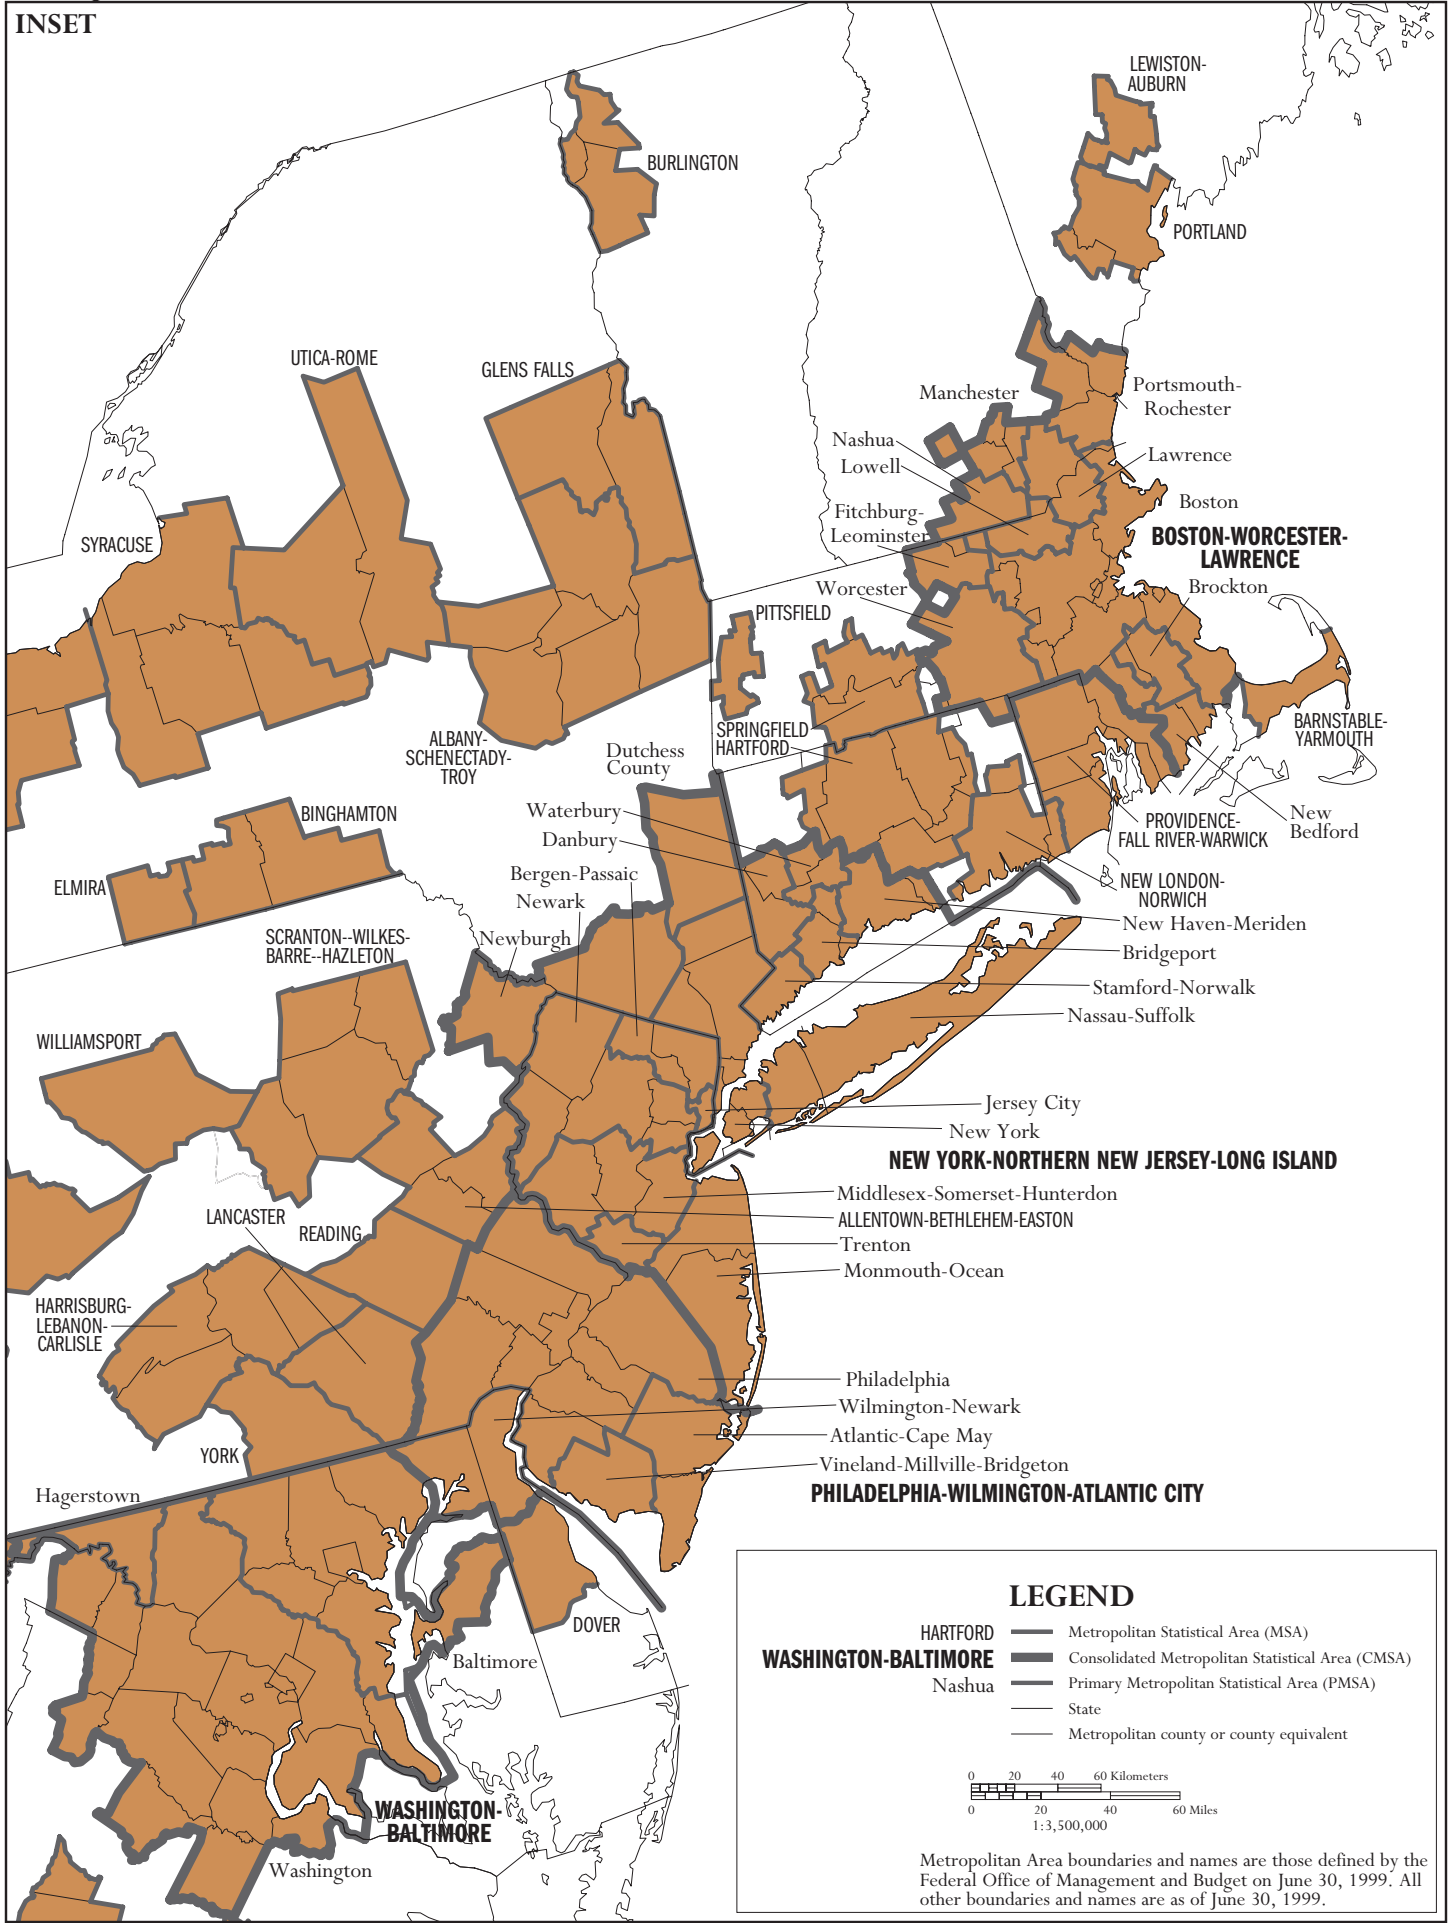 INSET
LEWISTON-
AUBURN
BURLINGTON
PORTLAND
UTICA-ROME
GLENS FALLS
Manchester
Portsmouth-
Rochester
Nashua
Lowell
Lawrence
Boston
Fitchburg-
Leominster
SYRACUSE
BOSTON-WORCESTER-
LAWRENCE
Worcester
Brockton
PITTSFIELD
SPRINGFIELD
HARTFORD
BARNSTABLE-
YARMOUTH
ALBANY-
SCHENECTADY-
TROY
Dutchess
County
BINGHAMTON
Waterbury
Danbury
New
Bedford
PROVIDENCE-
FALL RIVER-WARWICK
ELMIRA
Bergen-Passaic
Newark
NEW LONDON-
NORWICH
New Haven-Meriden
SCRANTON--WILKES-
BARRE--HAZLETON
Newburgh
Bridgeport
Stamford-Norwalk
Nassau-Suffolk
WILLIAMSPORT
Jersey City
New York
NEW YORK-NORTHERN NEW JERSEY-LONG ISLAND
Middlesex-Somerset-Hunterdon
LANCASTER
READING
ALLENTOWN-BETHLEHEM-EASTON
Trenton
Monmouth-Ocean
HARRISBURG-
LEBANON-
CARLISLE
Philadelphia
Wilmington-Newark
Atlantic-Cape May
YORK
Vineland-Millville-Bridgeton
PHILADELPHIA-WILMINGTON-ATLANTIC CITY
Hagerstown
DOVER
Baltimore
WASHINGTON-
BALTIMORE
Washington
LEGEND
HARTFORD Metropolitan Statistical Area (MSA)
WASHINGTON-BALTIMORE Consolidated Metropolitan Statistical Area (CMSA)
Nashua Primary Metropolitan Statistical Area (PMSA)
State
Metropolitan county or county equivalent
0 20 40 60 Kilometers
0 20 40 60 Miles
1:3,500,000
Metropolitan Area boundaries and names are those defined by the
Federal Office of Management and Budget on June 30, 1999. All
other boundaries and names are as of June 30, 1999.